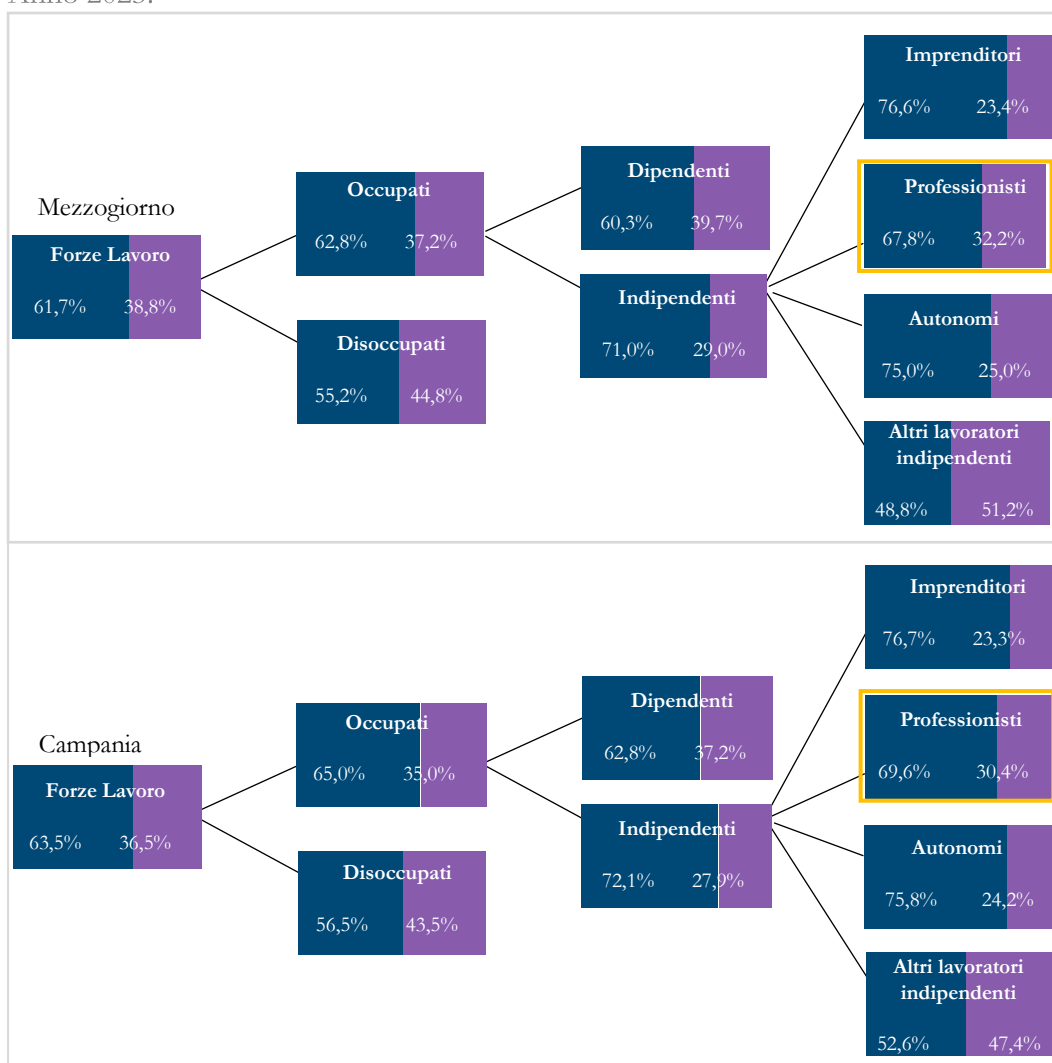 Anno 2023.
Mezzogiorno
Forze Lavoro
61,7% 38,8%
Occupati
62,8% 37,2%
Disoccupati
55,2% 44,8%
Dipendenti
60,3% 39,7%
Indipendenti
71,0% 29,0%
Imprenditori
76,6% 23,4%
Professionisti
67,8% 32,2%
Autonomi
75,0% 25,0%
Altri lavoratori
indipendenti
48,8% 51,2%
Campania
Forze Lavoro
63,5% 36,5%
Occupati
65,0% 35,0%
Disoccupati
56,5% 43,5%
Dipendenti
62,8% 37,2%
Indipendenti
72,1% 27,9%
Imprenditori
76,7% 23,3%
Professionisti
69,6% 30,4%
Autonomi
75,8% 24,2%
Altri lavoratori
indipendenti
52,6% 47,4%